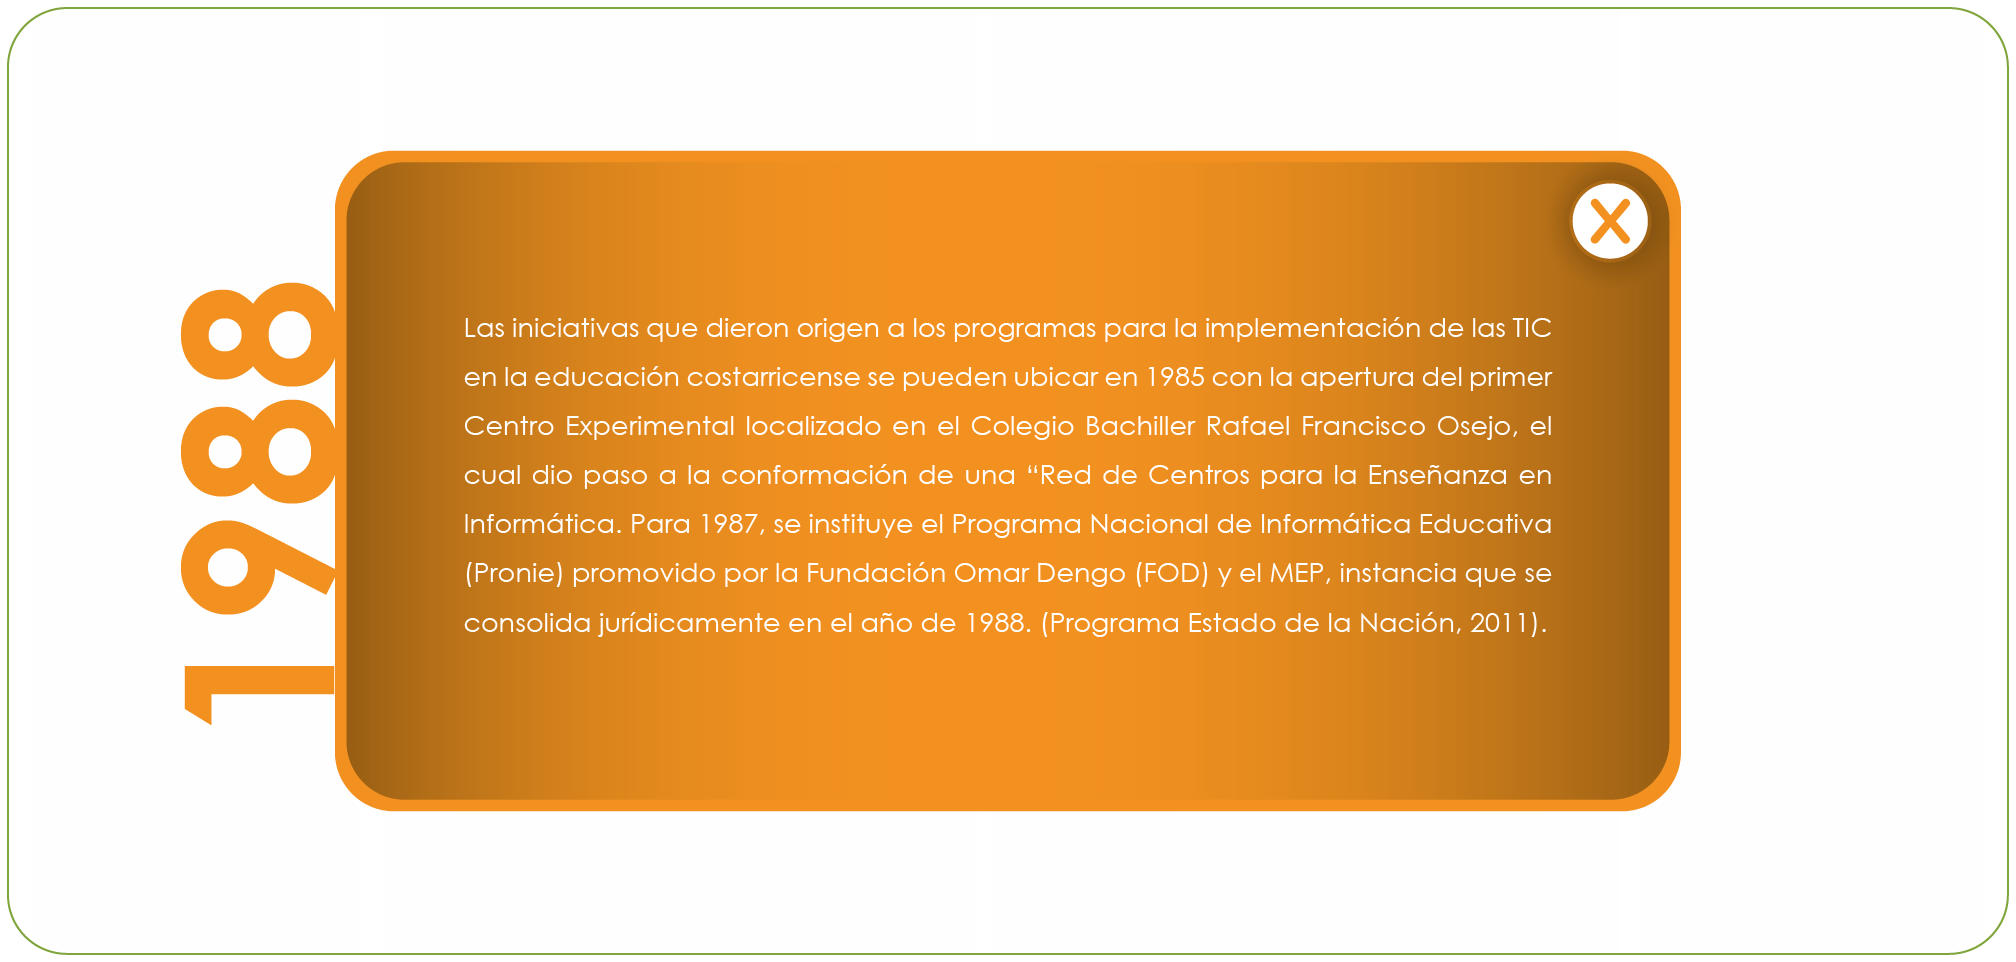 1988
X
Las iniciativas que dieron origen a los programas para la implementación de las TIC
en la educación costarricense se pueden ubicar en 1985 con la apertura del primer
Centro Experimental localizado en el Colegio Bachiller Rafael Francisco Osejo, el
cual dio paso a la conformación de una “Red de Centros para la Enseñanza en
Informática. Para 1987, se instituye el Programa Nacional de Informática Educativa
(Pronie) promovido por la Fundación Omar Dengo (FOD) y el MEP, instancia que se
consolida jurídicamente en el año de 1988. (Programa Estado de la Nación, 2011).